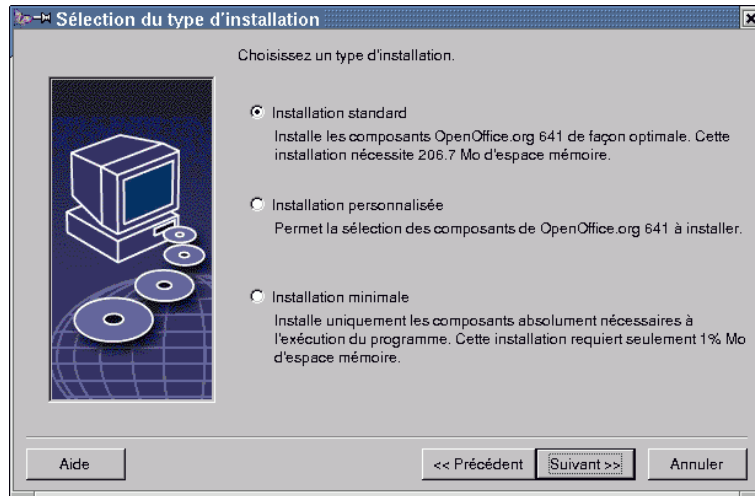 Sélection du type d'installation
Choisissez un type d'installation.
Installation standard
Installe les composants OpenOffice.org 641 de façon optimale. Cette
installation nécessite 206.7 Mo d'espace mémoire.
Installation personnalisée
Permet la sélection des composants de OpenOffice.org 641 à installer.
Installation minimale
Installe uniquement les composants absolument nécessaires à
l'exécution du programme. Cette installation requiert seulement 1% Mo
d'espace mémoire.
Aide
<< Précédent
Suivant >>
Annuler